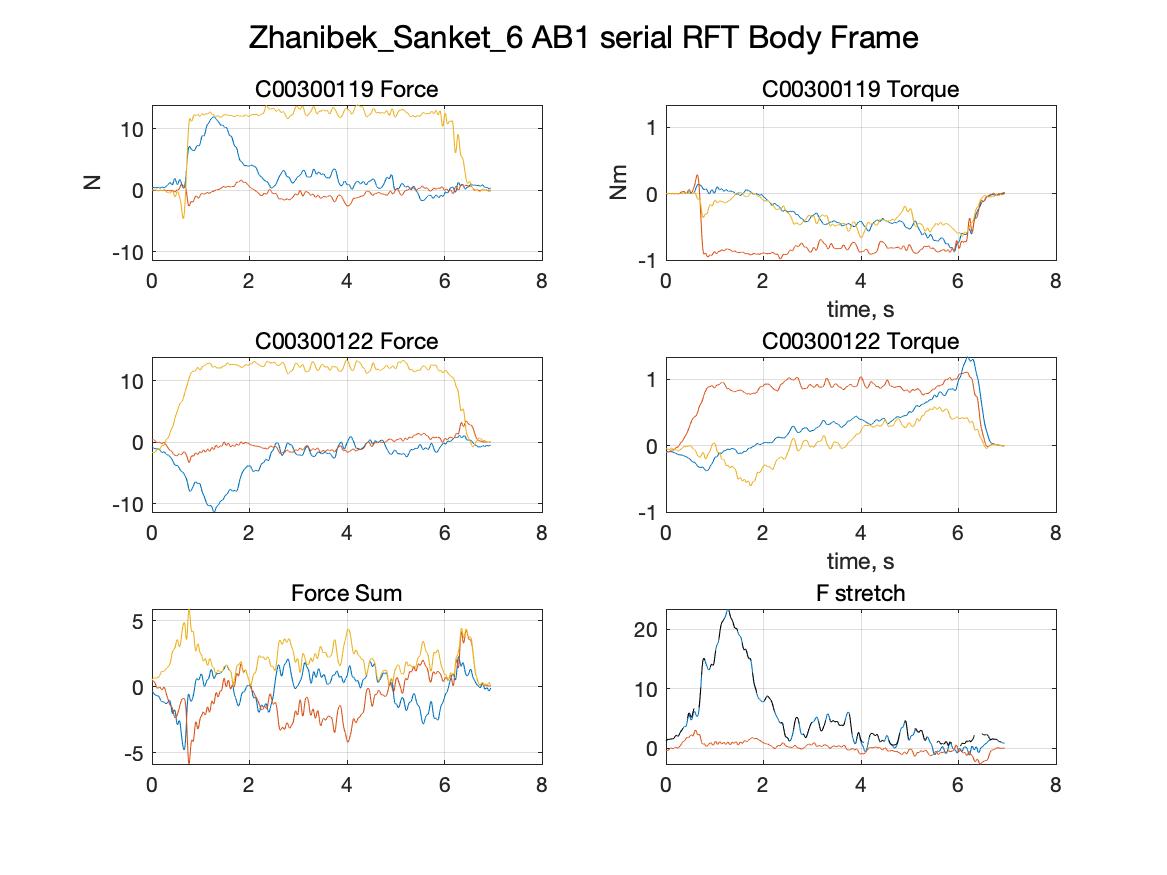 Zhanibek_Sanket_6 AB1 serial RFT Body Frame
C00300119 Force
N
10
0
-10
0 2 4 6 8
C00300119 Torque
Nm
1
0
-1
0 2 4 6 8
time, s
C00300122 Force
10
0
-10
0 2 4 6 8
C00300122 Torque
1
0
-1
0 2 4 6 8
time, s
Force Sum
5
0
-5
0 2 4 6 8
F stretch
20
10
0
0 2 4 6 8